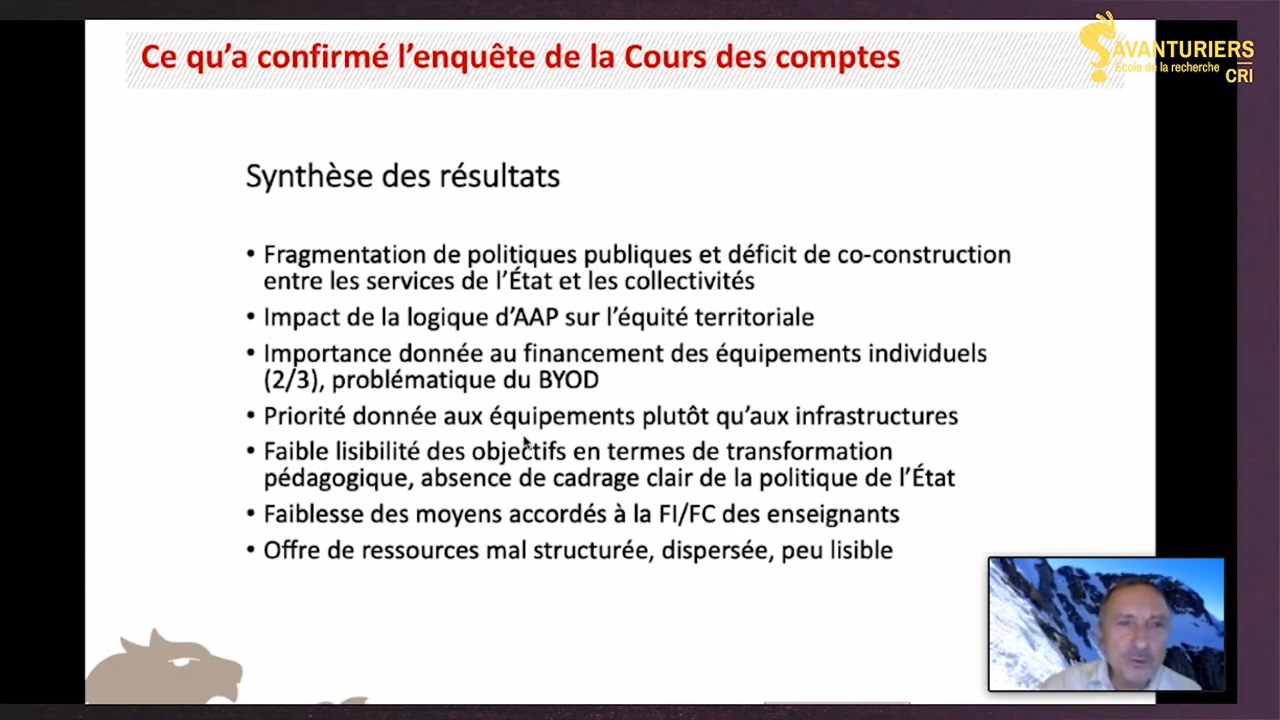 Ce qu’a confirmé l’enquête de la Cours des comptes
SAVANTURIERS
École de la recherche
CRI
Synthèse des résultats
• Fragmentation de politiques publiques et déficit de co-construction
entre les services de l’État et les collectivités
• Impact de la logique d’AAP sur l’équité territoriale
• Importance donnée au financement des équipements individuels
(2/3), problématique du BYOD
• Priorité donnée aux équipements plutôt qu’aux infrastructures
• Faible lisibilité des objectifs en termes de transformation
pédagogique, absence de cadrage clair de la politique de l’État
• Faiblesse des moyens accordés à la FI/FC des enseignants
• Offre de ressources mal structurée, dispersée, peu lisible